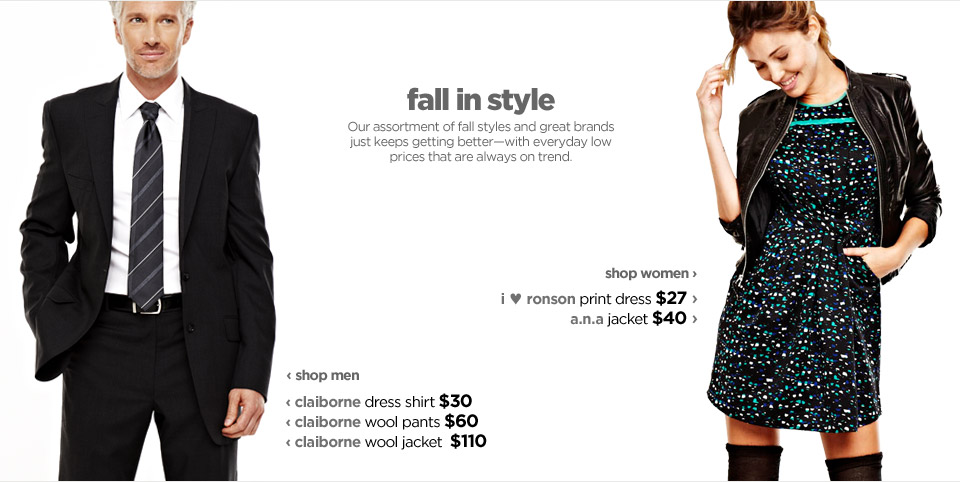 fall in style
Our assortment of fall styles and great brands
just keeps getting better—with everyday low
prices that are always on trend.
shop women ›
i ♥ ronson print dress $27 ›
a.n.a jacket $40 ›
‹ shop men
‹ claiborne dress shirt $30
‹ claiborne wool pants $60
‹ claiborne wool jacket $110